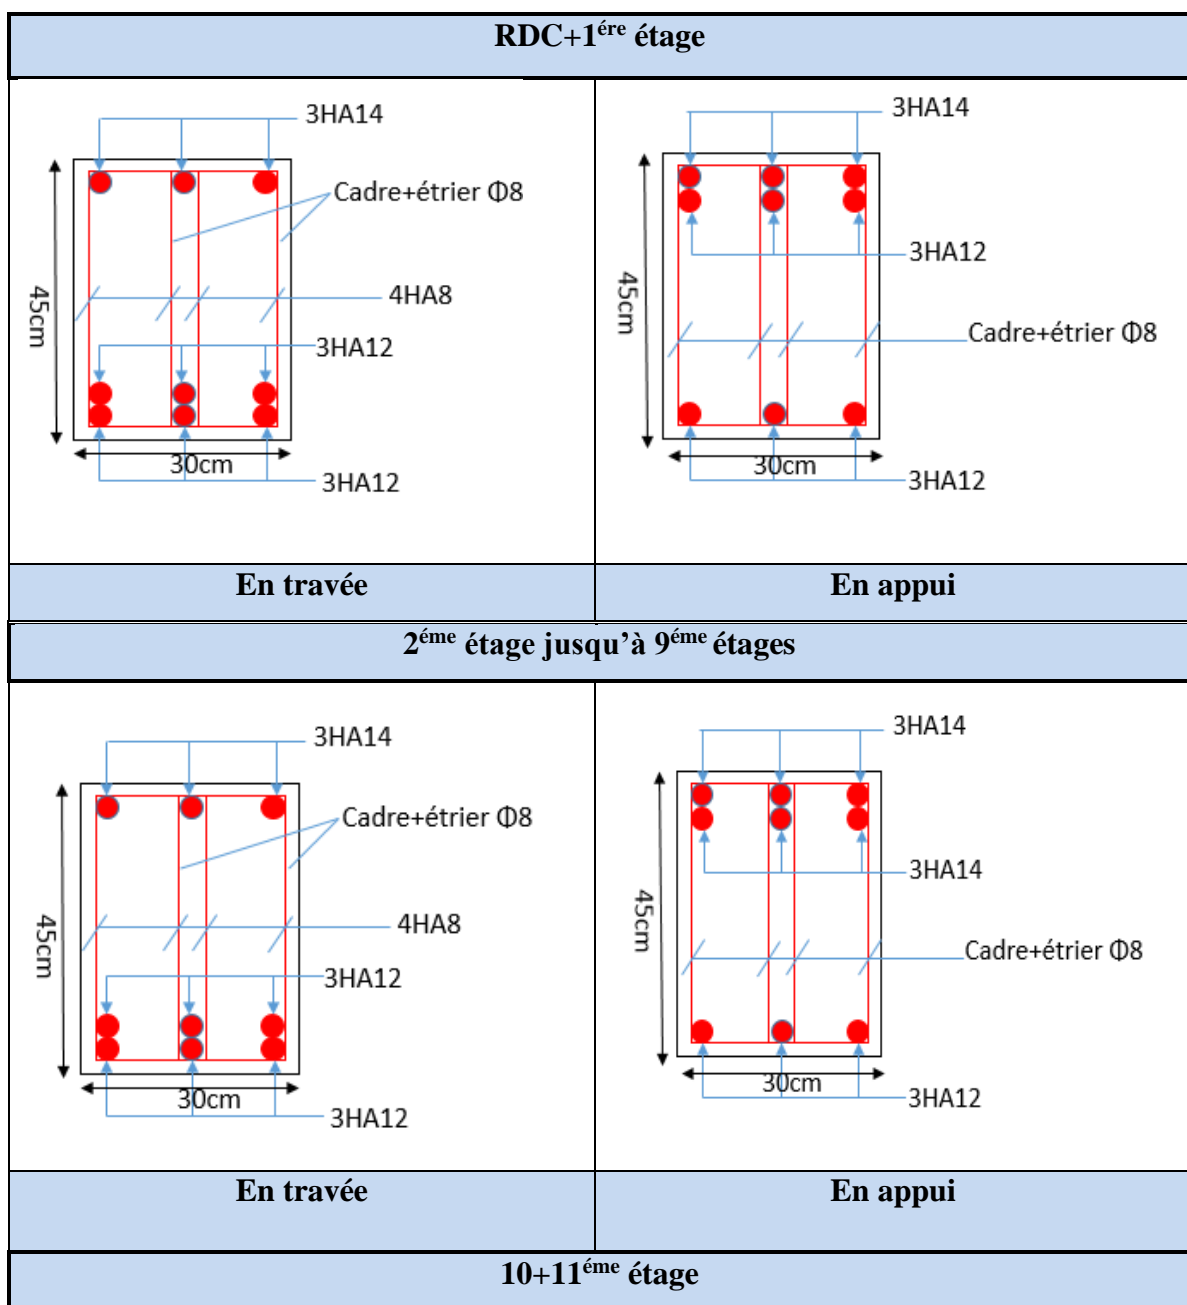 RDC+1ére étage
3HA14
Cadre+étrier Φ8
45cm
4HA8
3HA12
30cm
3HA12
3HA14
3HA12
45cm
Cadre+étrier Φ8
30cm
3HA12
En travée
En appui
2éme étage jusqu’à 9éme étages
3HA14
Cadre+étrier Φ8
45cm
4HA8
3HA12
30cm
3HA12
3HA14
3HA14
45cm
Cadre+étrier Φ8
30cm
3HA12
En travée
En appui
10+11éme étage